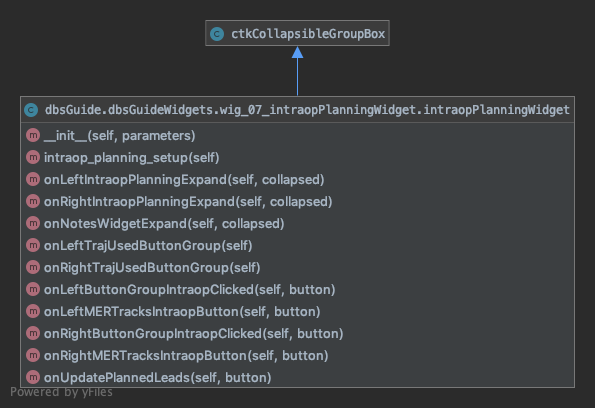 C ctkCollapsibleGroupBox
C dbsGuide.dbsGuideWidgets.wig_07_intraopPlanningWidget.intraopPlanningWidget
m __init__(self, parameters)
m intraop_planning_setup(self)
m onLeftIntraopPlanningExpand(self, collapsed)
m onRightIntraopPlanningExpand(self, collapsed)
m onNotesWidgetExpand(self, collapsed)
m onLeftTrajUsedButtonGroup(self)
m onRightTrajUsedButtonGroup(self)
m onLeftButtonGroupIntraopClicked(self, button)
m onLeftMERTracksIntraopButton(self, button)
m onRightButtonGroupIntraopClicked(self, button)
m onRightMERTracksIntraopButton(self, button)
m onUpdatePlannedLeads(self, button)
Powered by yFiles